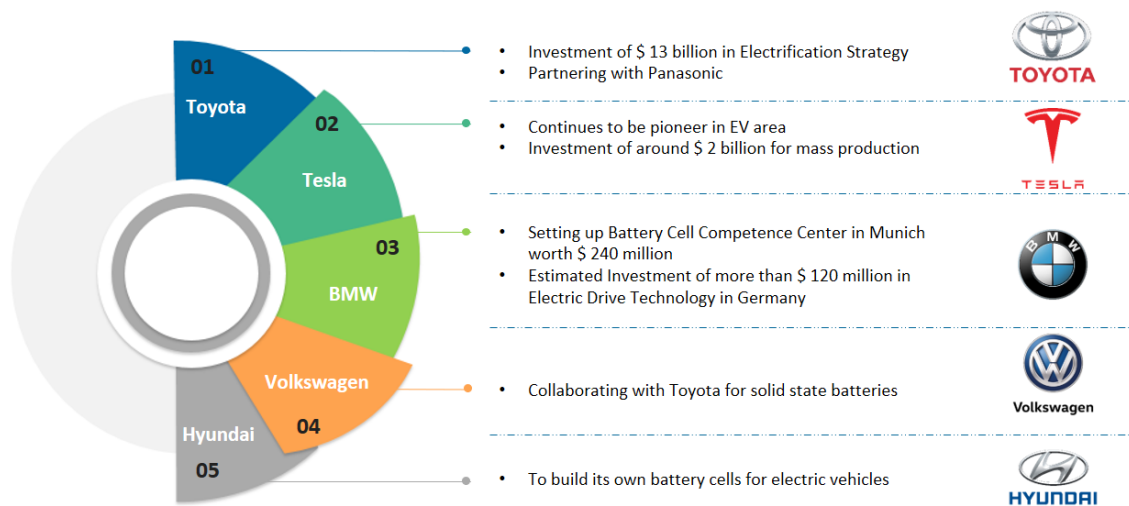 01
Toyota
• Investment of $ 13 billion in Electrification Strategy
• Partnering with Panasonic
TOYOTA
02
Tesla
• Continues to be pioneer in EV area
• Investment of around $ 2 billion for mass production
TESLA
03
BMW
• Setting up Battery Cell Competence Center in Munich
worth $ 240 million
• Estimated Investment of more than $ 120 million in
Electric Drive Technology in Germany
BMW
Volkswagen
04
• Collaborating with Toyota for solid state batteries
Volkswagen
Hyundai
05
• To build its own battery cells for electric vehicles
HYUNDAI